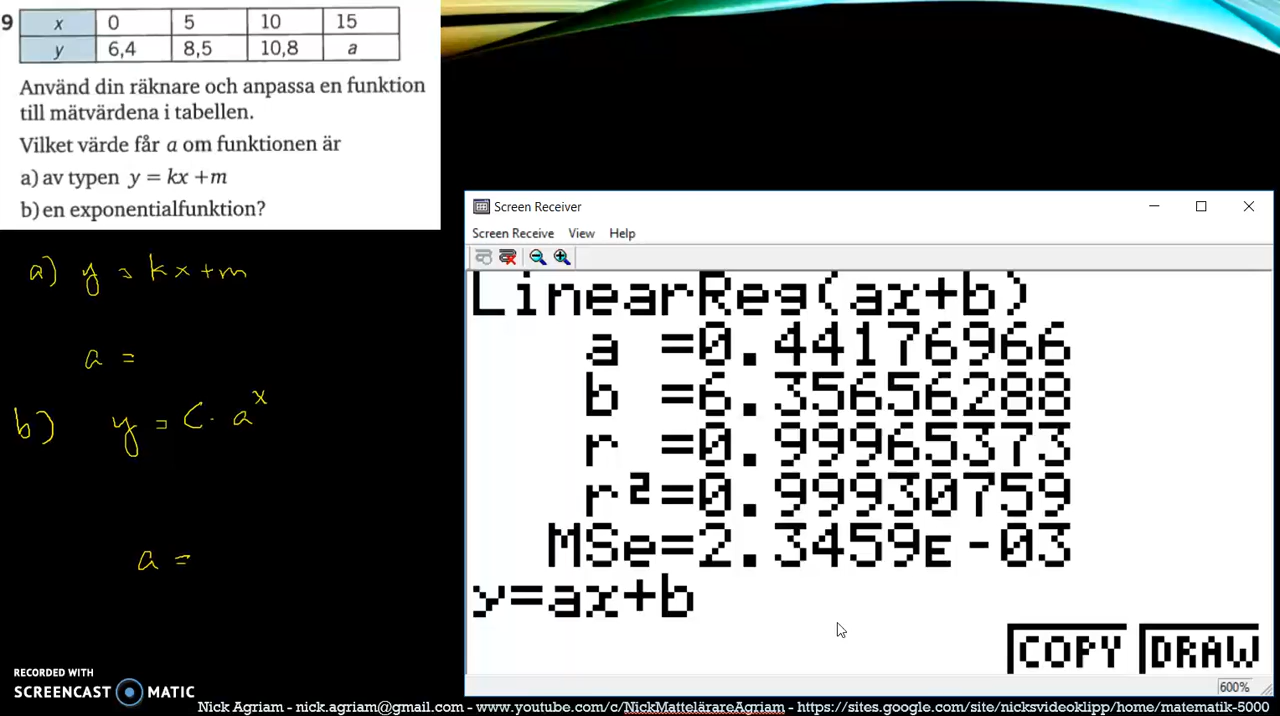 9
x 0 5 10 15
y 6,4 8,5 10,8 a
Använd din räknare och anpassa en funktion
till mätvärdena i tabellen.
Vilket värde får a om funktionen är
a) av typen y = kx + m
b) en exponentialfunktion?
a) y = kx + m
a =
b) y = C · a^x
a =
Screen Receiver
Screen Receive View Help
LinearReg(ax+b)
a =0.44176966
b =6.35656288
r =0.99965373
r²=0.99930759
MSe=2.3459E-03
y=ax+b
COPY DRAW
600%
RECORDED WITH
SCREENCAST MATIC
Nick Agriam - nick.agriam@gmail.com - www.youtube.com/c/NickMattelärareAgriam - https://sites.google.com/site/nicksvideoklipp/home/matematik-5000